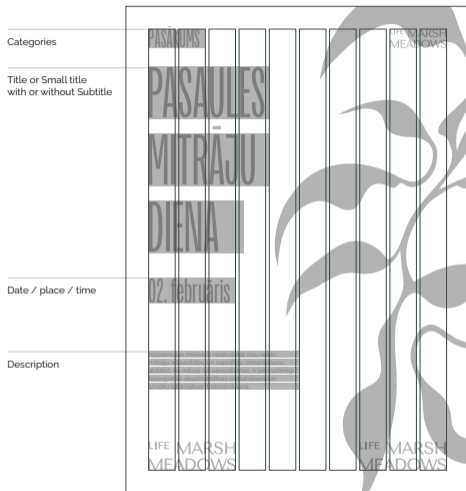 Categories
PASĀKUMS
LIFE MARSH
MEADOWS
Title or Small title
with or without Subtitle
PASAULES
MITRĀJU
DIENA
Date / place / time
02. februāris
Description
LIFE MARSH
MEADOWS
LIFE MARSH
MEADOWS